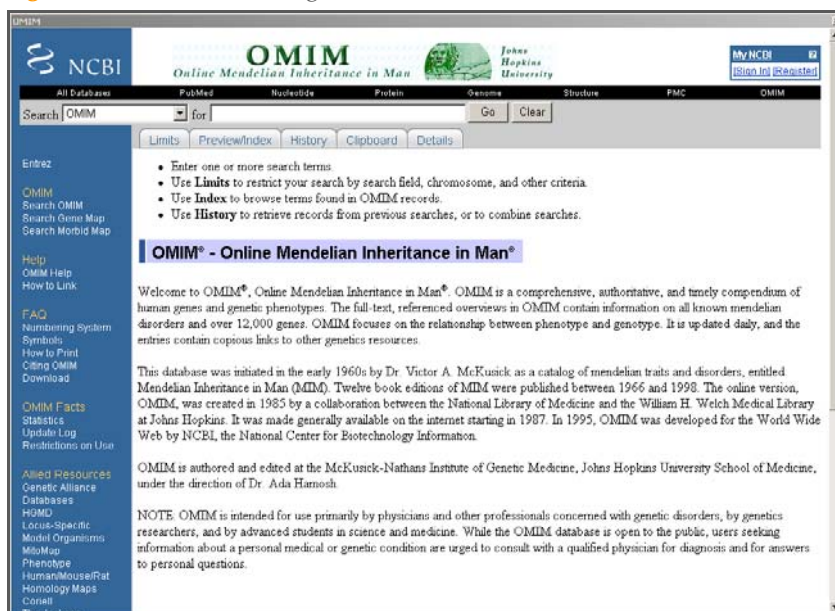 OMIM
NCBI
OMIM
Online Mendelian Inheritance in Man
Johns
Hopkins
University
My NCBI
[Sign In] [Register]
All Databases PubMed Nucleotide Protein Genome Structure PMC OMIM
Search OMIM for Go Clear
Limits Preview/Index History Clipboard Details
Entrez
OMIM
Search OMIM
Search Gene Map
Search Morbid Map
Help
OMIM Help
How to Link
FAQ
Numbering System
Symbols
How to Print
Citing OMIM
Download
OMIM Facts
Statistics
Update Log
Restrictions on Use
Allied Resources
Genetic Alliance
Databases
HGMD
Locus-Specific
Model Organisms
MitoMap
Phenotype
Human/Mouse/Rat
Homology Maps
Coriell
• Enter one or more search terms.
• Use Limits to restrict your search by search field, chromosome, and other criteria.
• Use Index to browse terms found in OMIM records.
• Use History to retrieve records from previous searches, or to combine searches.
OMIM® - Online Mendelian Inheritance in Man®
Welcome to OMIM®, Online Mendelian Inheritance in Man®. OMIM is a comprehensive, authoritative, and timely compendium of
human genes and genetic phenotypes. The full-text, referenced overviews in OMIM contain information on all known mendelian
disorders and over 12,000 genes. OMIM focuses on the relationship between phenotype and genotype. It is updated daily, and the
entries contain copious links to other genetics resources.
This database was initiated in the early 1960s by Dr. Victor A. McKusick as a catalog of mendelian traits and disorders, entitled
Mendelian Inheritance in Man (MIM). Twelve book editions of MIM were published between 1966 and 1998. The online version,
OMIM, was created in 1985 by a collaboration between the National Library of Medicine and the William H. Welch Medical Library
at Johns Hopkins. It was made generally available on the internet starting in 1987. In 1995, OMIM was developed for the World Wide
Web by NCBI, the National Center for Biotechnology Information.
OMIM is authored and edited at the McKusick-Nathans Institute of Genetic Medicine, Johns Hopkins University School of Medicine,
under the direction of Dr. Ada Hamosh.
NOTE: OMIM is intended for use primarily by physicians and other professionals concerned with genetic disorders, by genetics
researchers, and by advanced students in science and medicine. While the OMIM database is open to the public, users seeking
information about a personal medical or genetic condition are urged to consult with a qualified physician for diagnosis and for answers
to personal questions.